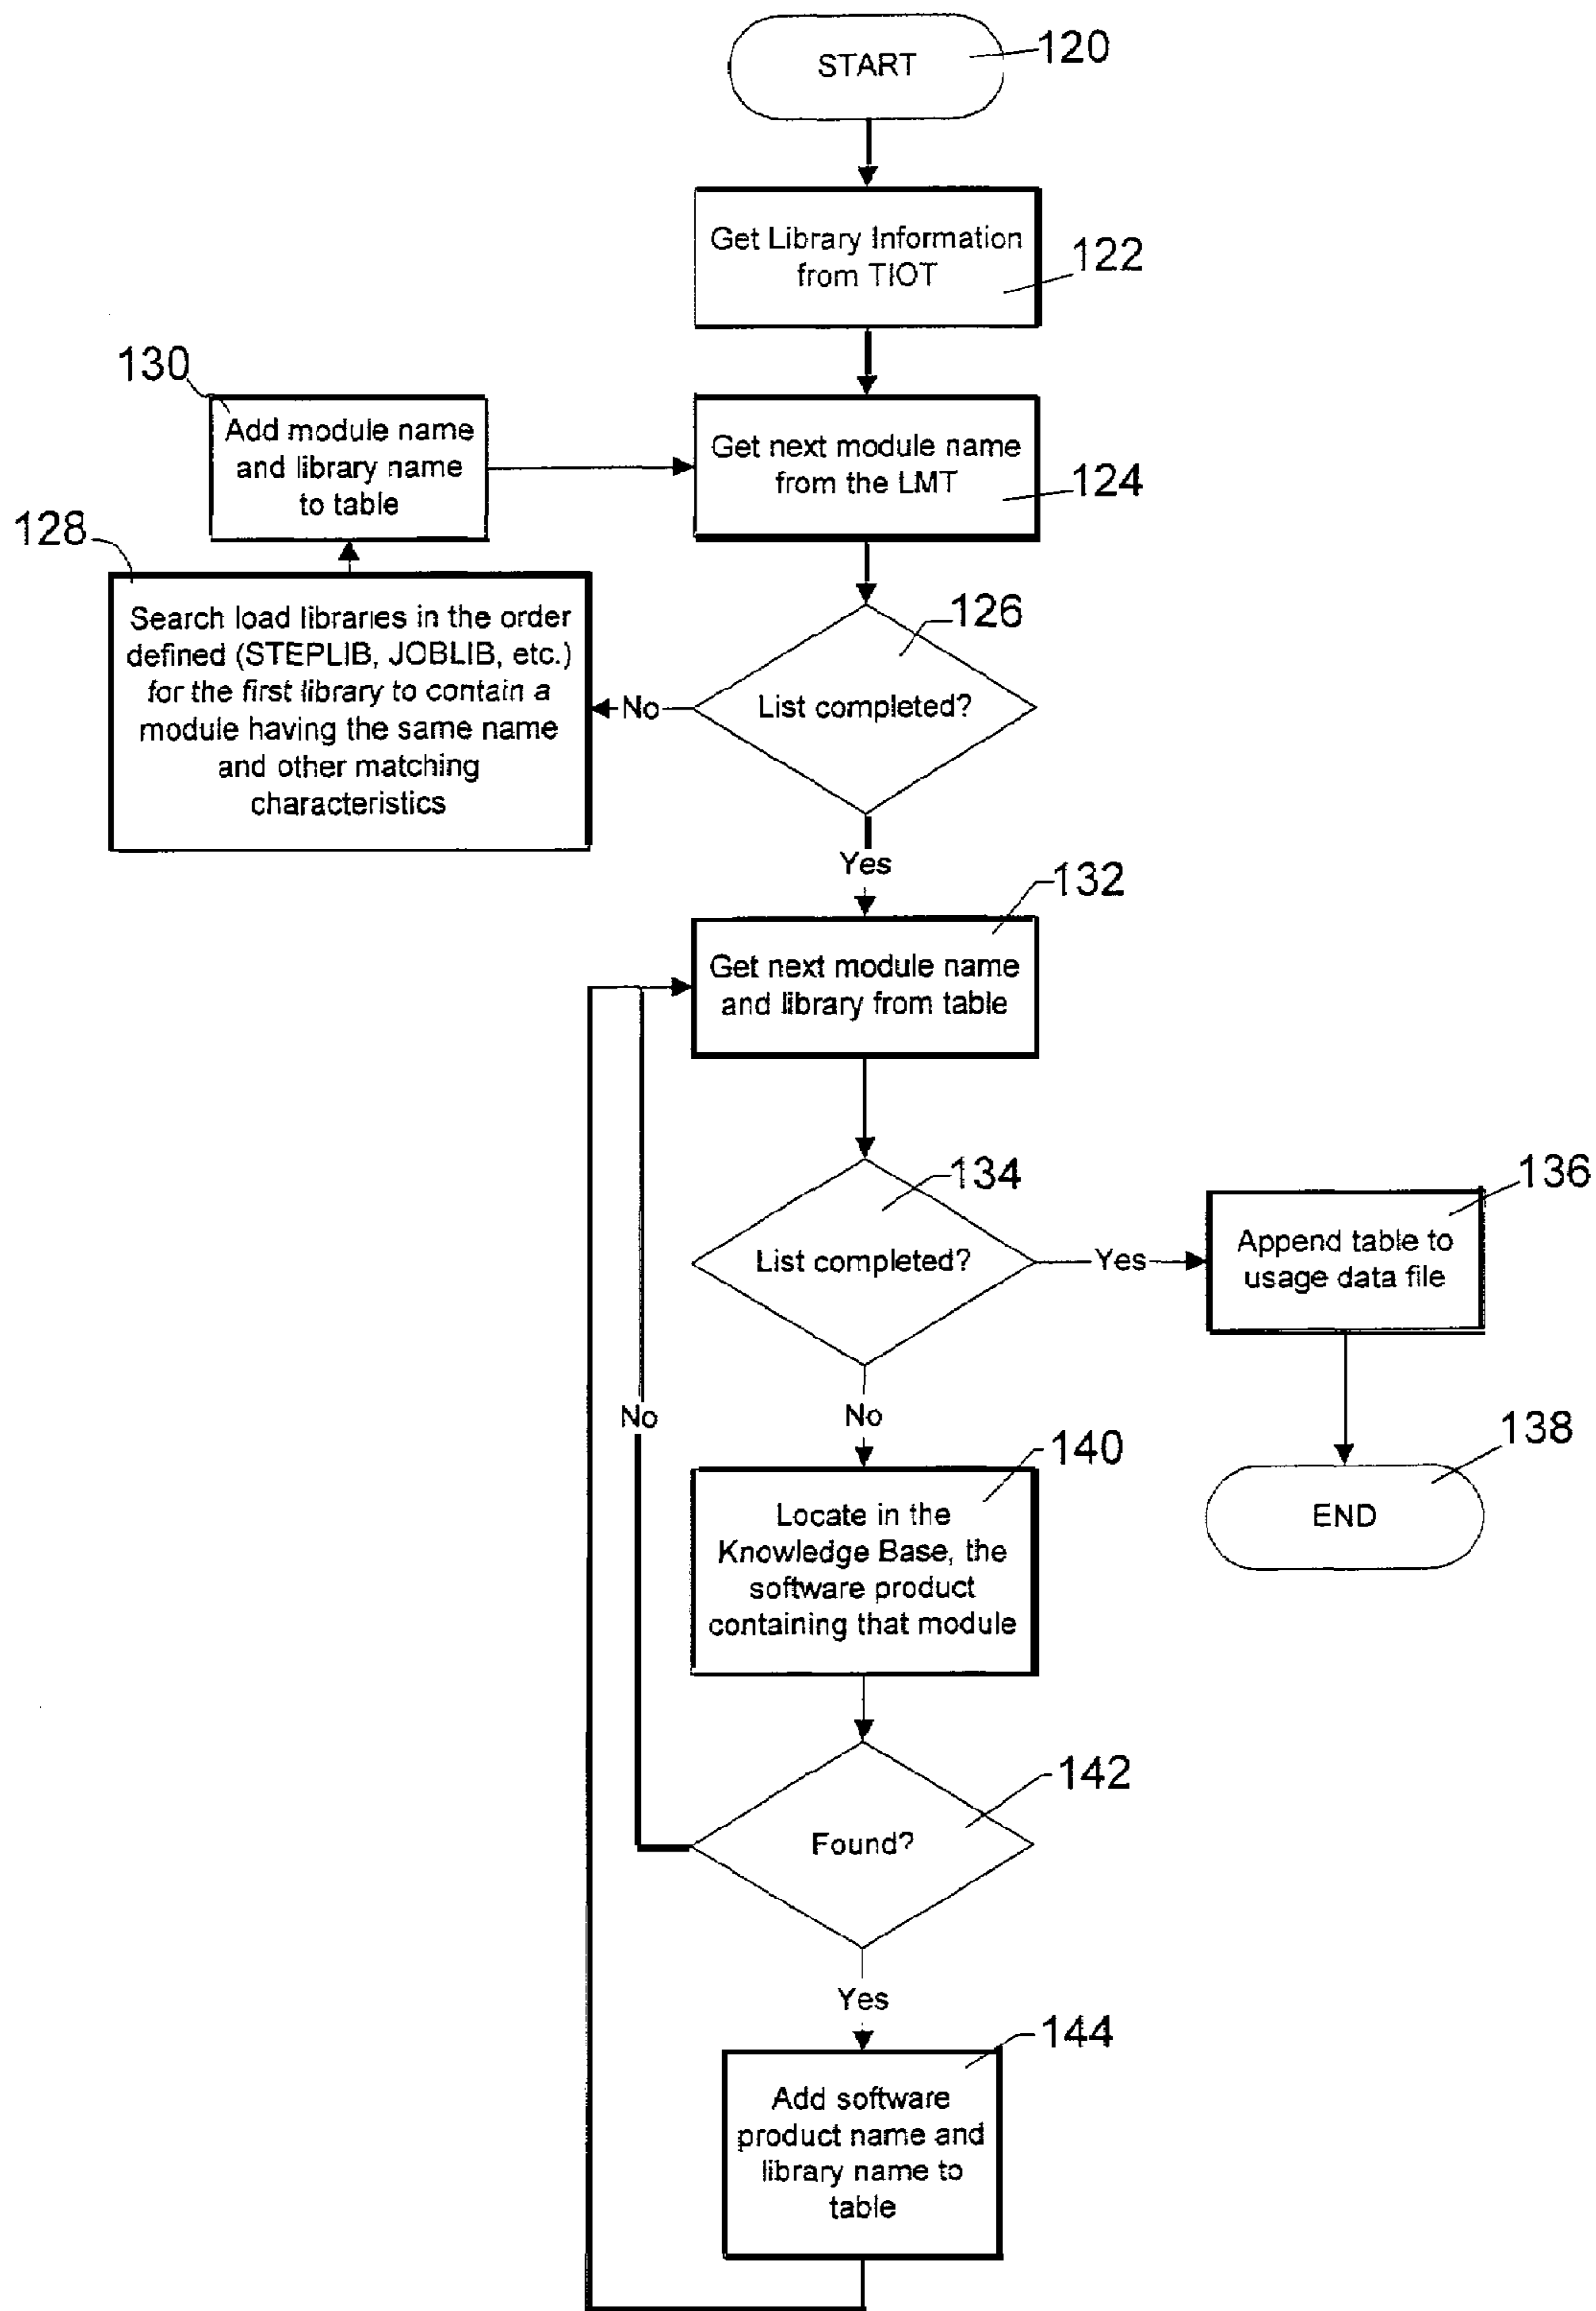 START
120
Get Library Information
from TIOT
122
130
Add module name
and library name
to table
Get next module name
from the LMT
124
128
Search load libraries in the order
defined (STEPLIB, JOBLIB, etc.)
for the first library to contain a
module having the same name
and other matching
characteristics
126
No
List completed?
Yes
132
Get next module name
and library from table
134
List completed?
Yes
136
Append table to
usage data file
No
No
138
END
140
Locate in the
Knowledge Base, the
software product
containing that module
142
Found?
Yes
144
Add software
product name and
library name to
table